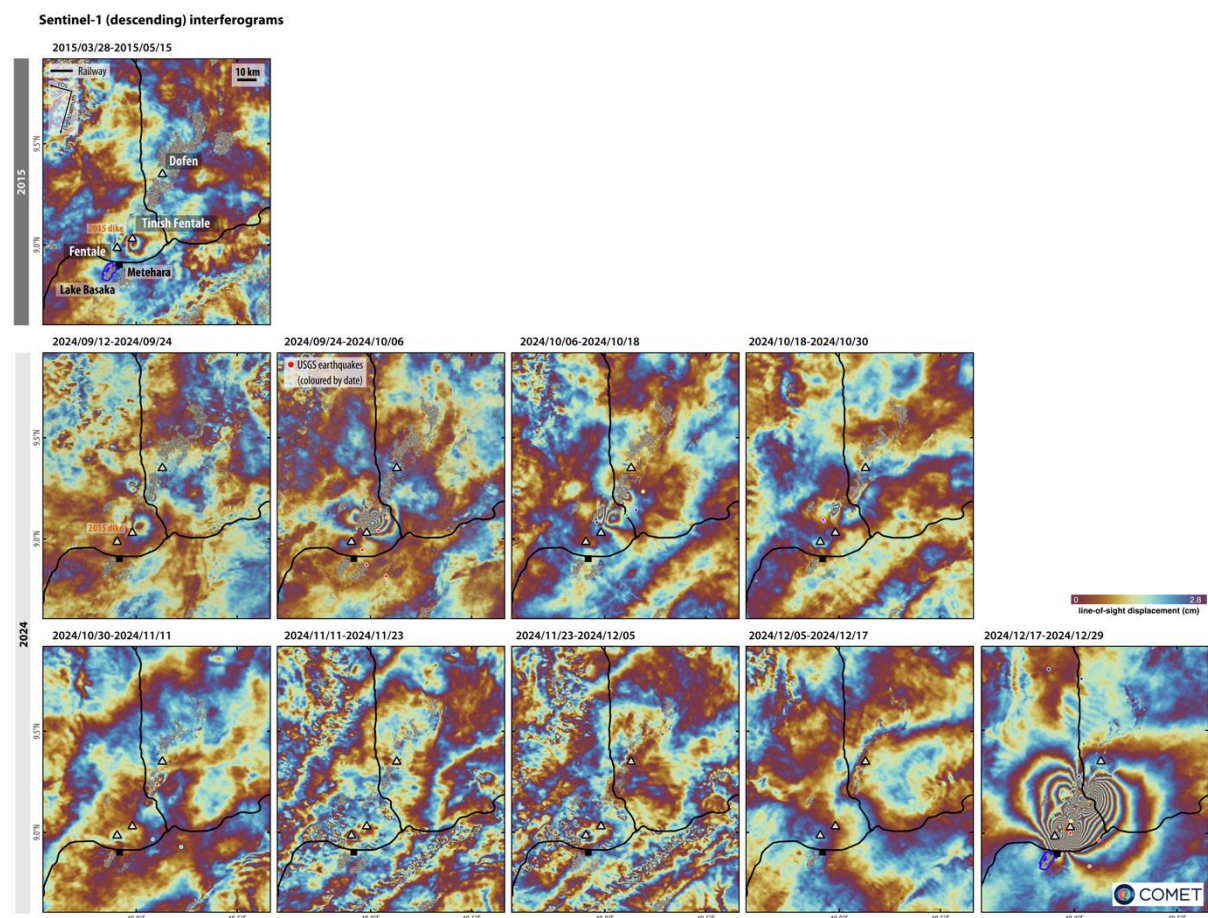 Sentinel-1 (descending) interferograms
2015/03/28-2015/05/15
Railway
10 km
LOS
9.5°N
Dofen
2015
2015 dike
Tinish Fentale
9.0°N
Fentale
Metehara
Lake Basaka
2024/09/12-2024/09/24
2024/09/24-2024/10/06
2024/10/06-2024/10/18
2024/10/18-2024/10/30
USGS earthquakes
(coloured by date)
9.5°N
2015 dike
9.0°N
0
2.8
line-of-sight displacement (cm)
2024
2024/10/30-2024/11/11
2024/11/11-2024/11/23
2024/11/23-2024/12/05
2024/12/05-2024/12/17
2024/12/17-2024/12/29
9.5°N
9.0°N
COMET